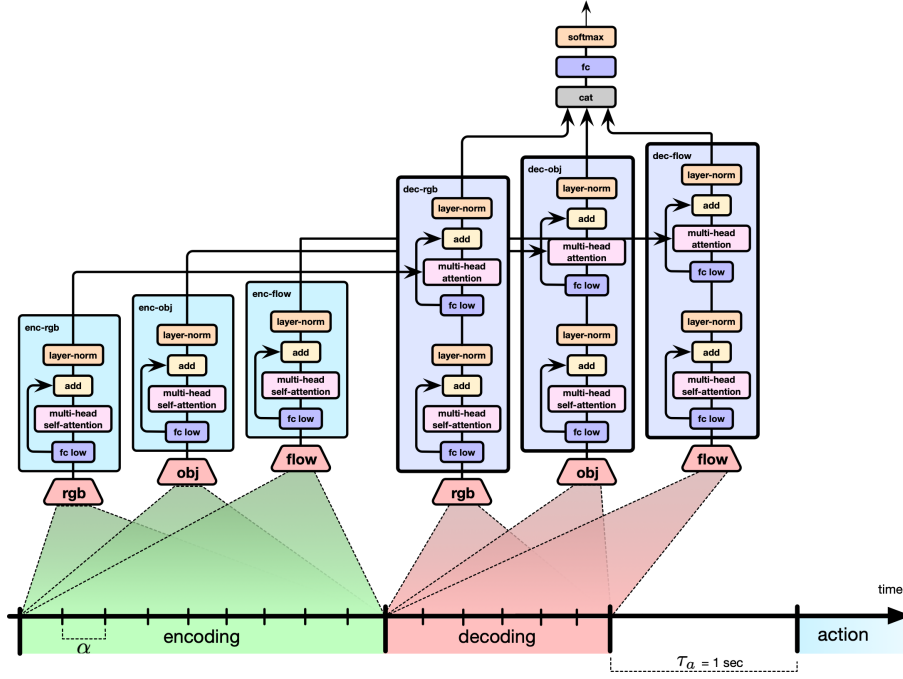 softmax
fc
cat
dec-flow
layer-norm
add
multi-head
attention
fc low
layer-norm
add
multi-head
self-attention
fc low
flow
dec-obj
layer-norm
add
multi-head
attention
fc low
layer-norm
add
multi-head
self-attention
fc low
obj
dec-rgb
layer-norm
add
multi-head
attention
fc low
layer-norm
add
multi-head
self-attention
fc low
rgb
enc-flow
layer-norm
add
multi-head
self-attention
fc low
flow
enc-obj
layer-norm
add
multi-head
self-attention
fc low
obj
enc-rgb
layer-norm
add
multi-head
self-attention
fc low
rgb
time
encoding
decoding
action
α
τₐ = 1 sec